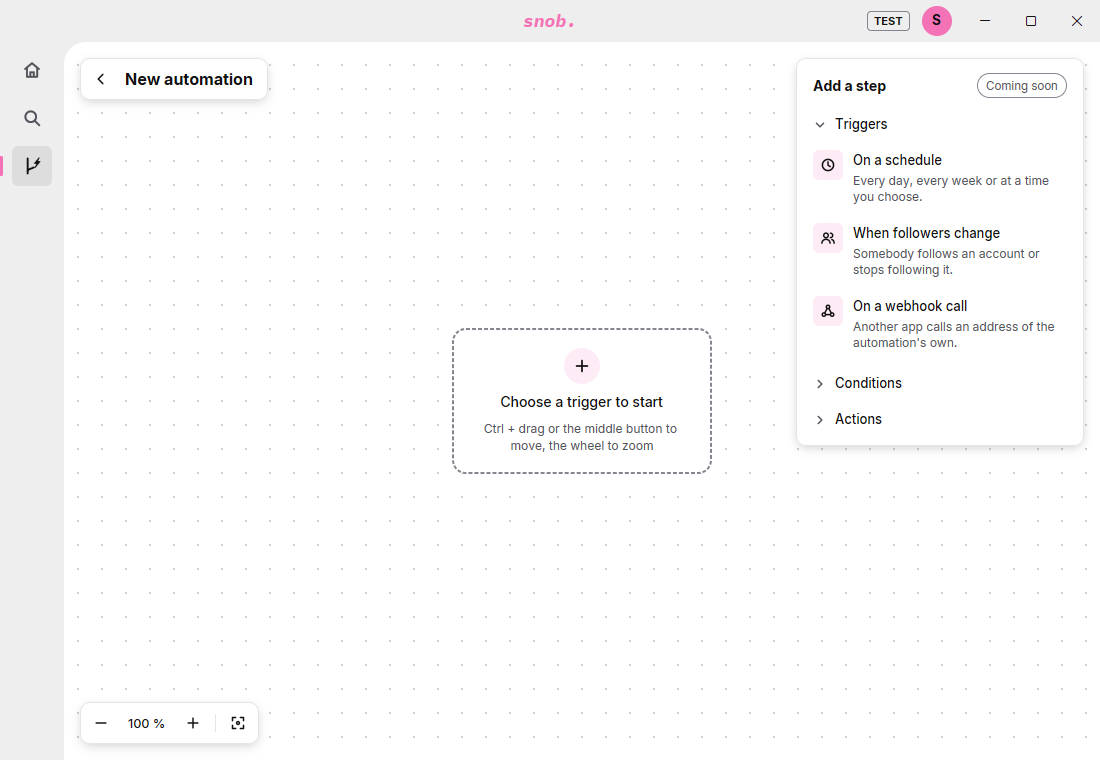 snob.
TEST
S
New automation
Add a step
Coming soon
Triggers
On a schedule
Every day, every week or at a time
you choose.
When followers change
Somebody follows an account or
stops following it.
On a webhook call
Another app calls an address of the
automation's own.
Conditions
Actions
Choose a trigger to start
Ctrl + drag or the middle button to
move, the wheel to zoom
100 %